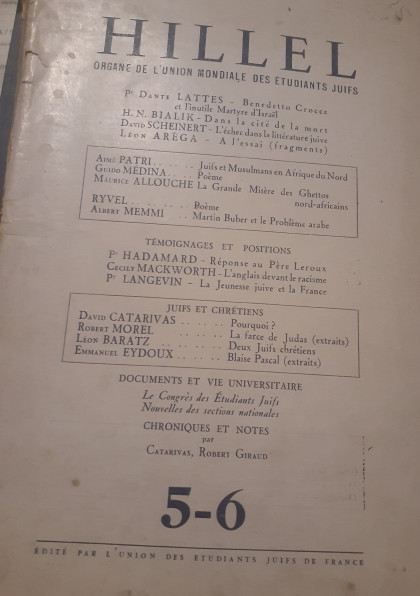 HILLEL
ORGANE DE L'UNION MONDIALE DES ÉTUDIANTS JUIFS
Pr DANTE LATTES - Benedetto Crocez
et l'inutile Martyre d'Israël
H. N. BIALIK - Dans la cité de la mort
DAVID SCHEINERT - L'échec dans la littérature juive
LÉON ARÉGA - A l'essai (fragments)
AIMÉ PATRI ..... Juifs et Musulmans en Afrique du Nord
GUIDO MÉDINA .... Poème
MAURICE ALLOUCHE La Grande Misère des Ghettos
nord-africains
RYVEL ..... Poème
ALBERT MEMMI .. Martin Buber et le Problème arabe
TÉMOIGNAGES ET POSITIONS
Pr HADAMARD - Réponse au Père Leroux
CECILY MACKWORTH - L'anglais devant le racisme
Pr LANGEVIN - La Jeunesse juive et la France
JUIFS ET CHRÉTIENS
DAVID CATARIVAS ..... Pourquoi ?
ROBERT MOREL ..... La farce de Judas (extraits)
LÉON BARATZ ..... Deux Juifs chrétiens
EMMANUEL EYDOUX ..... Blaise Pascal (extraits)
DOCUMENTS ET VIE UNIVERSITAIRE
Le Congrès des Étudiants Juifs
Nouvelles des sections nationales
CHRONIQUES ET NOTES
par
CATARIVAS, ROBERT GIRAUD
5-6
ÉDITÉ PAR L'UNION DES ÉTUDIANTS JUIFS DE FRANCE